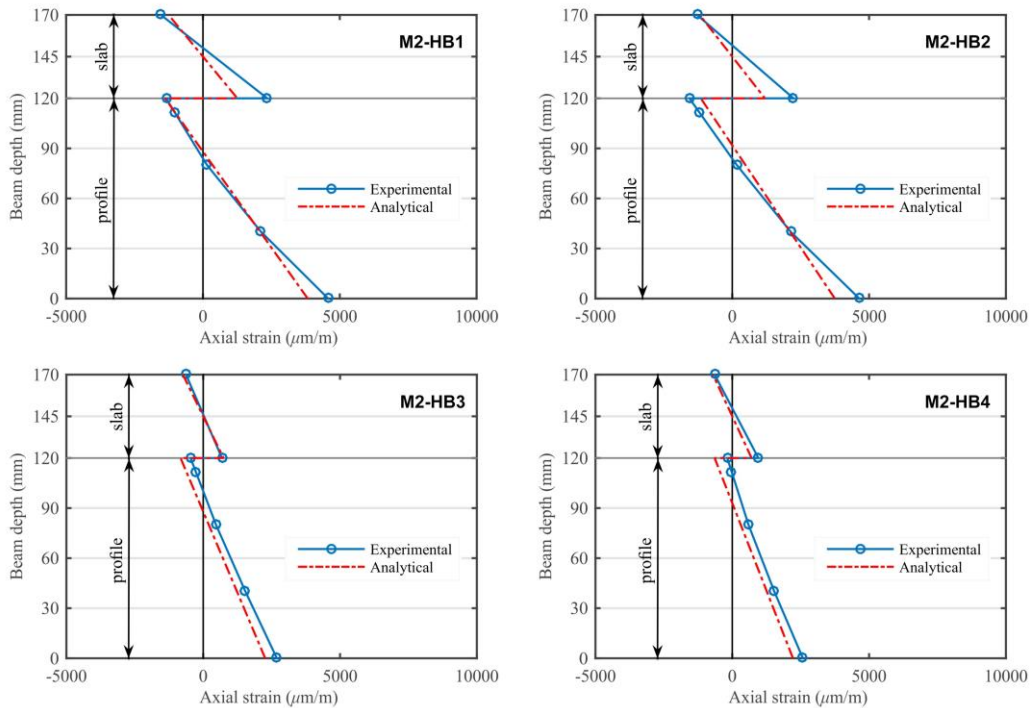 M2-HB1
170
145
120
90
60
30
0
Beam depth (mm)
slab
profile
Experimental
Analytical
-5000 0 5000 10000
Axial strain (μm/m)
M2-HB2
170
145
120
90
60
30
0
Beam depth (mm)
slab
profile
Experimental
Analytical
-5000 0 5000 10000
Axial strain (μm/m)
M2-HB3
170
145
120
90
60
30
0
Beam depth (mm)
slab
profile
Experimental
Analytical
-5000 0 5000 10000
Axial strain (μm/m)
M2-HB4
170
145
120
90
60
30
0
Beam depth (mm)
slab
profile
Experimental
Analytical
-5000 0 5000 10000
Axial strain (μm/m)